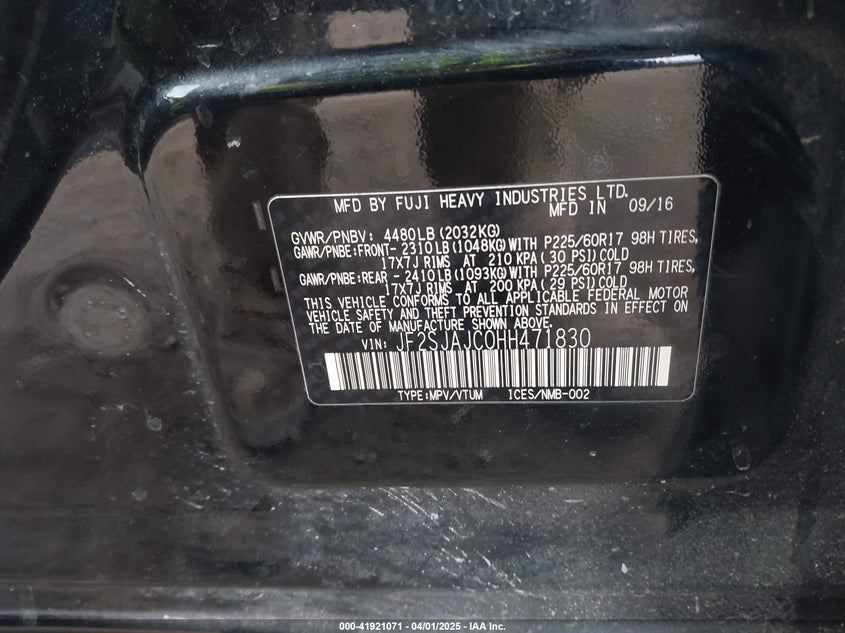 MFD BY FUJI HEAVY INDUSTRIES LTD.
MFD IN 09/16
GVWR/PNBV: 4480LB(2032KG)
GAWR/PNBE:FRONT- 2310LB(1048KG)WITH P225/60R17 98H TIRES,
17X7J RIMS AT 210 KPA( 30 PSI)COLD
GAWR/PNBE:REAR - 2410LB(1093KG)WITH P225/60R17 98H TIRES,
17X7J RIMS AT 200 KPA( 29 PSI)COLD
THIS VEHICLE CONFORMS TO ALL APPLICABLE FEDERAL MOTOR
VEHICLE SAFETY AND THEFT PREVENTION STANDARDS IN EFFECT ON
THE DATE OF MANUFACTURE SHOWN ABOVE.
VIN: JF2SJAJC0HH471830
TYPE:MPV/VTUM ICES/NMB-002
000-41921071 - 04/01/2025 - IAA Inc.